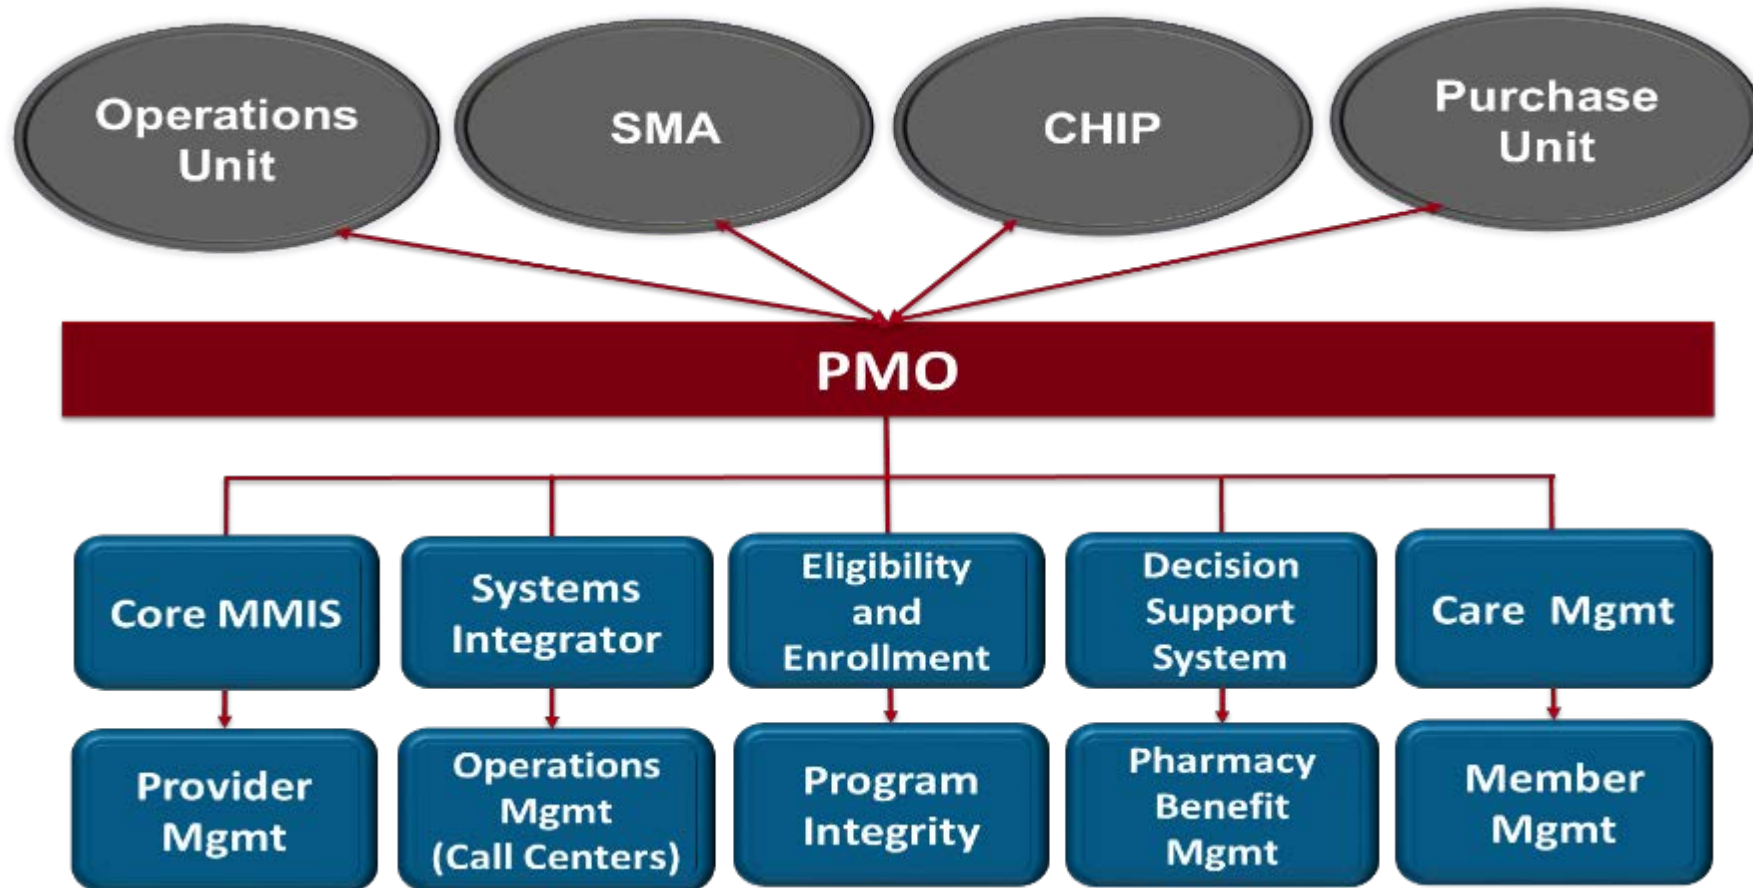 Operations
Unit
SMA
CHIP
Purchase
Unit
PMO
Core MMIS
Systems
Integrator
Eligibility
and
Enrollment
Decision
Support
System
Care Mgmt
Provider
Mgmt
Operations
Mgmt
(Call Centers)
Program
Integrity
Pharmacy
Benefit
Mgmt
Member
Mgmt